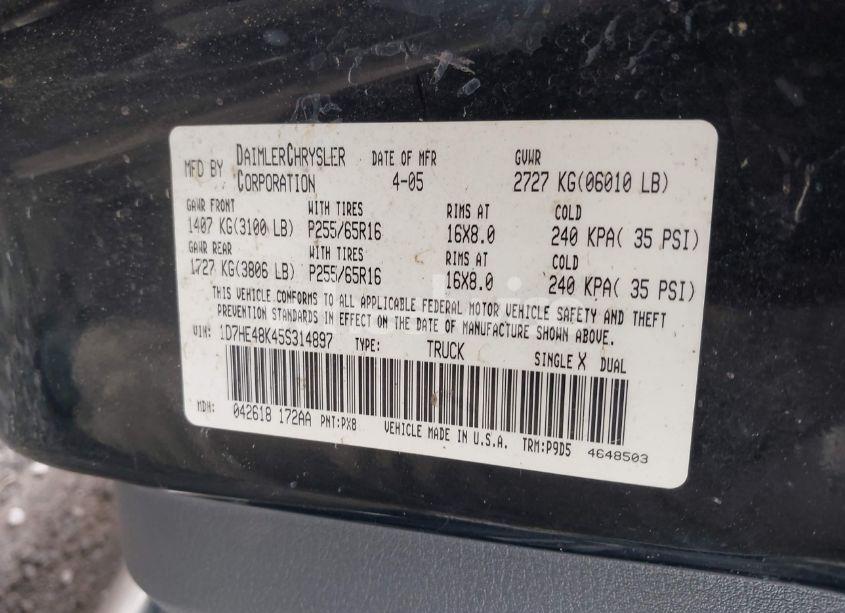 MFD BY DAIMLERCHRYSLER CORPORATION DATE OF MFR 4-05 GVWR 2727 KG(06010 LB)
GAWR FRONT WITH TIRES RIMS AT COLD
1407 KG(3100 LB) P255/65R16 16X8.0 240 KPA( 35 PSI)
GAWR REAR WITH TIRES RIMS AT COLD
1727 KG(3806 LB) P255/65R16 16X8.0 240 KPA( 35 PSI)
THIS VEHICLE CONFORMS TO ALL APPLICABLE FEDERAL MOTOR VEHICLE SAFETY AND THEFT
PREVENTION STANDARDS IN EFFECT ON THE DATE OF MANUFACTURE SHOWN ABOVE.
VIN: 1D7HE48K45S314897 TYPE: TRUCK SINGLE X DUAL
MDH: 042618 172AA PNT:PX8 VEHICLE MADE IN U.S.A. TRM:P9D5 4648503